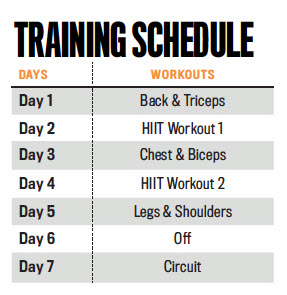 TRAINING SCHEDULE
DAYS WORKOUTS
Day 1 Back & Triceps
Day 2 HIIT Workout 1
Day 3 Chest & Biceps
Day 4 HIIT Workout 2
Day 5 Legs & Shoulders
Day 6 Off
Day 7 Circuit